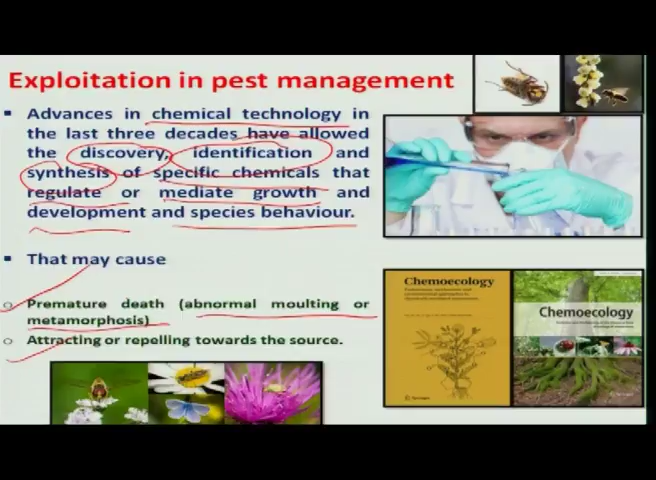 Exploitation in pest management
▪ Advances in chemical technology in
the last three decades have allowed
the discovery, identification and
synthesis of specific chemicals that
regulate or mediate growth and
development and species behaviour.
▪ That may cause
○ Premature death (abnormal moulting or
metamorphosis)
○ Attracting or repelling towards the source.
Chemoecology
Chemoecology